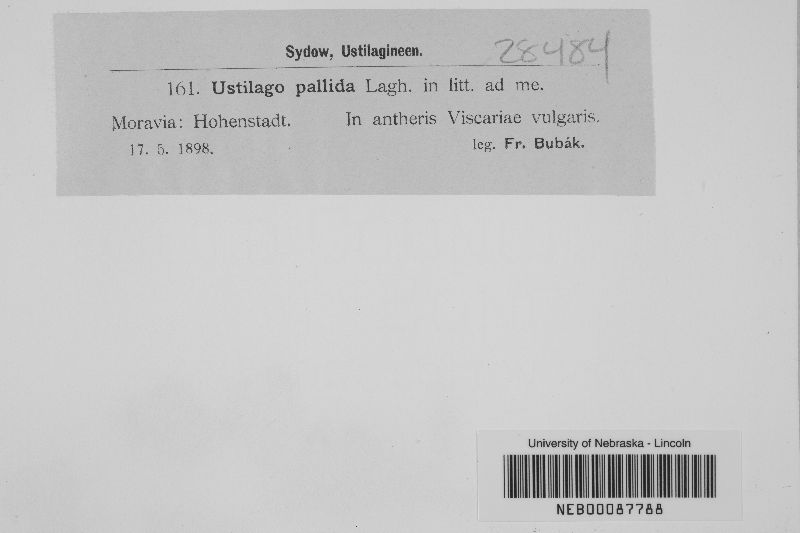 Sydow, Ustilagineen. 28484
161. Ustilago pallida Lagh. in litt. ad me.
Moravia: Hohenstadt. In antheris Viscariae vulgaris.
17. 5. 1898. leg. Fr. Bubák.
University of Nebraska - Lincoln
NEB00087788